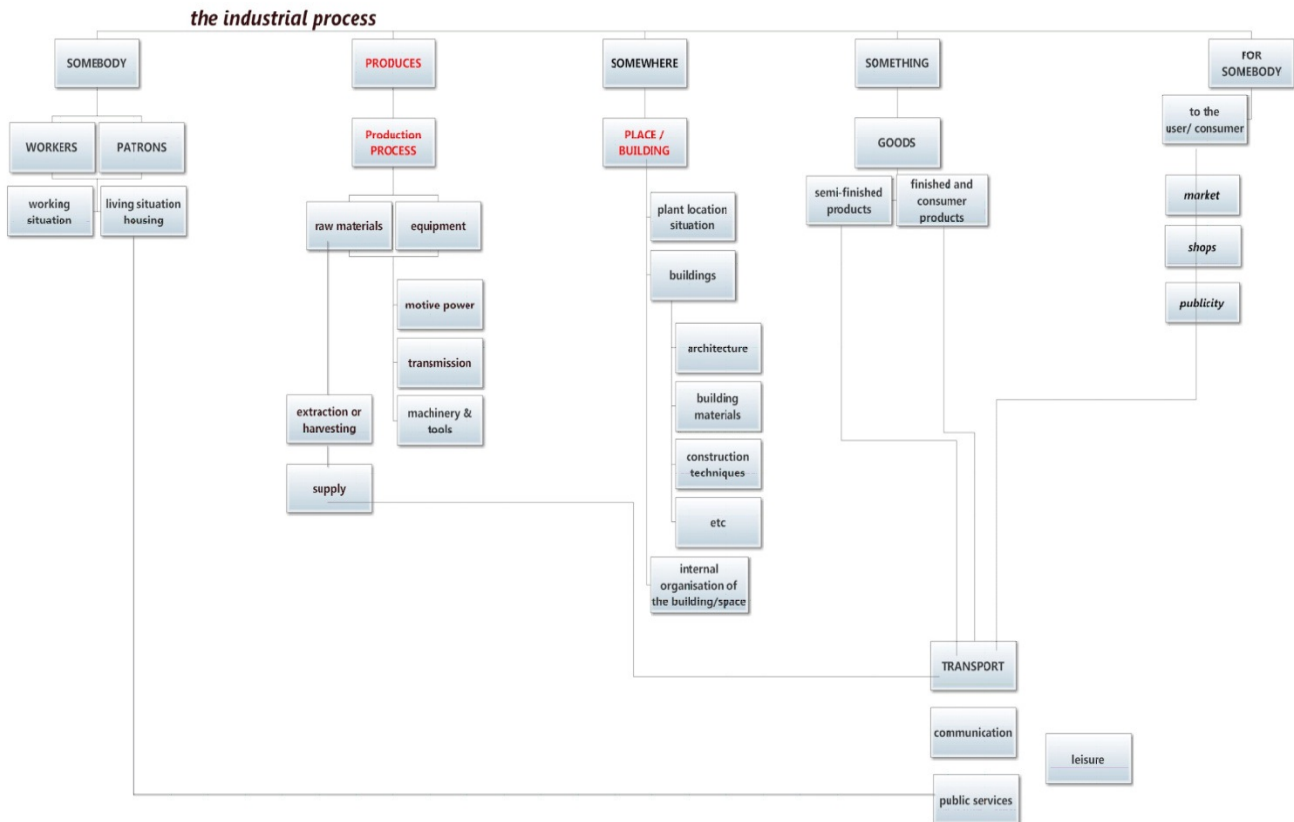 the industrial process
SOMEBODY
PRODUCES
SOMEWHERE
SOMETHING
FOR
SOMEBODY
WORKERS
PATRONS
working
situation
living situation
housing
Production
PROCESS
raw materials
equipment
motive power
transmission
machinery &
tools
extraction or
harvesting
supply
PLACE /
BUILDING
plant location
situation
buildings
architecture
building
materials
construction
techniques
etc
internal
organisation of
the building/space
GOODS
semi-finished
products
finished and
consumer
products
to the
user/ consumer
market
shops
publicity
TRANSPORT
communication
leisure
public services